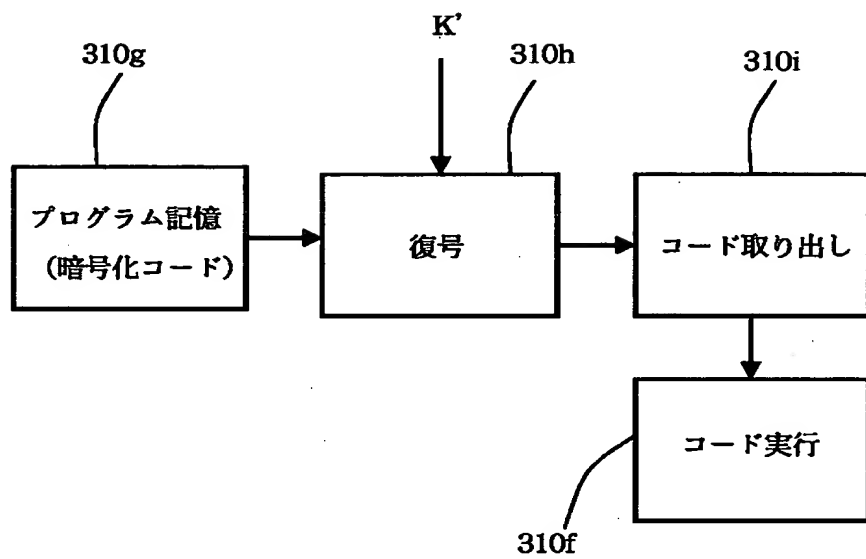 K'
310g
310h
310i
プログラム記憶
（暗号化コード）
復号
コード取り出し
コード実行
310f